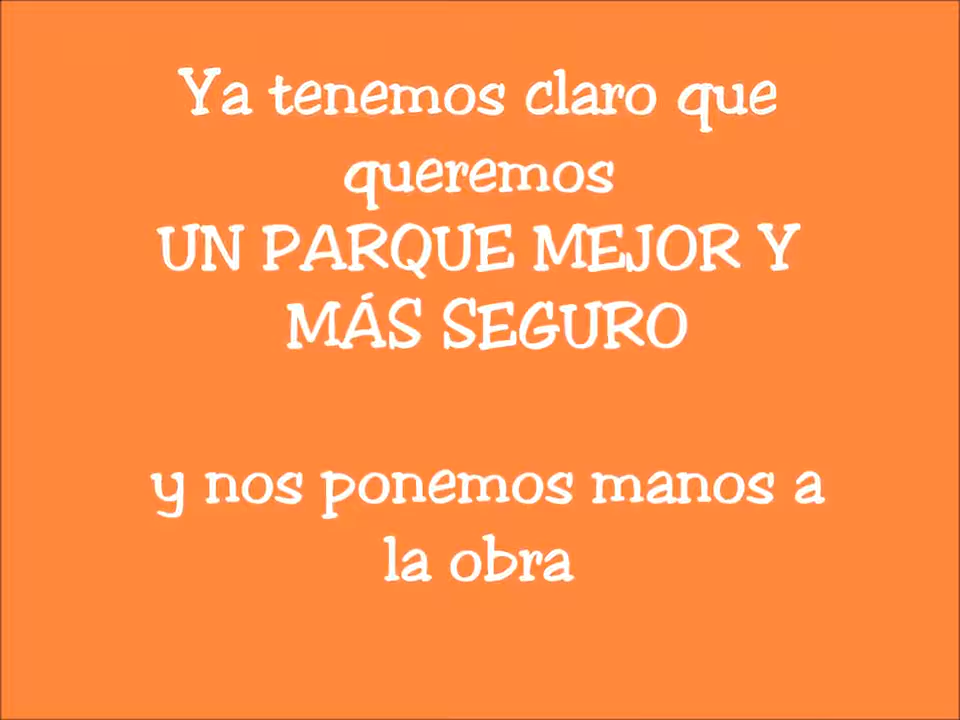 Ya tenemos claro que
queremos
UN PARQUE MEJOR Y
MÁS SEGURO
y nos ponemos manos a
la obra